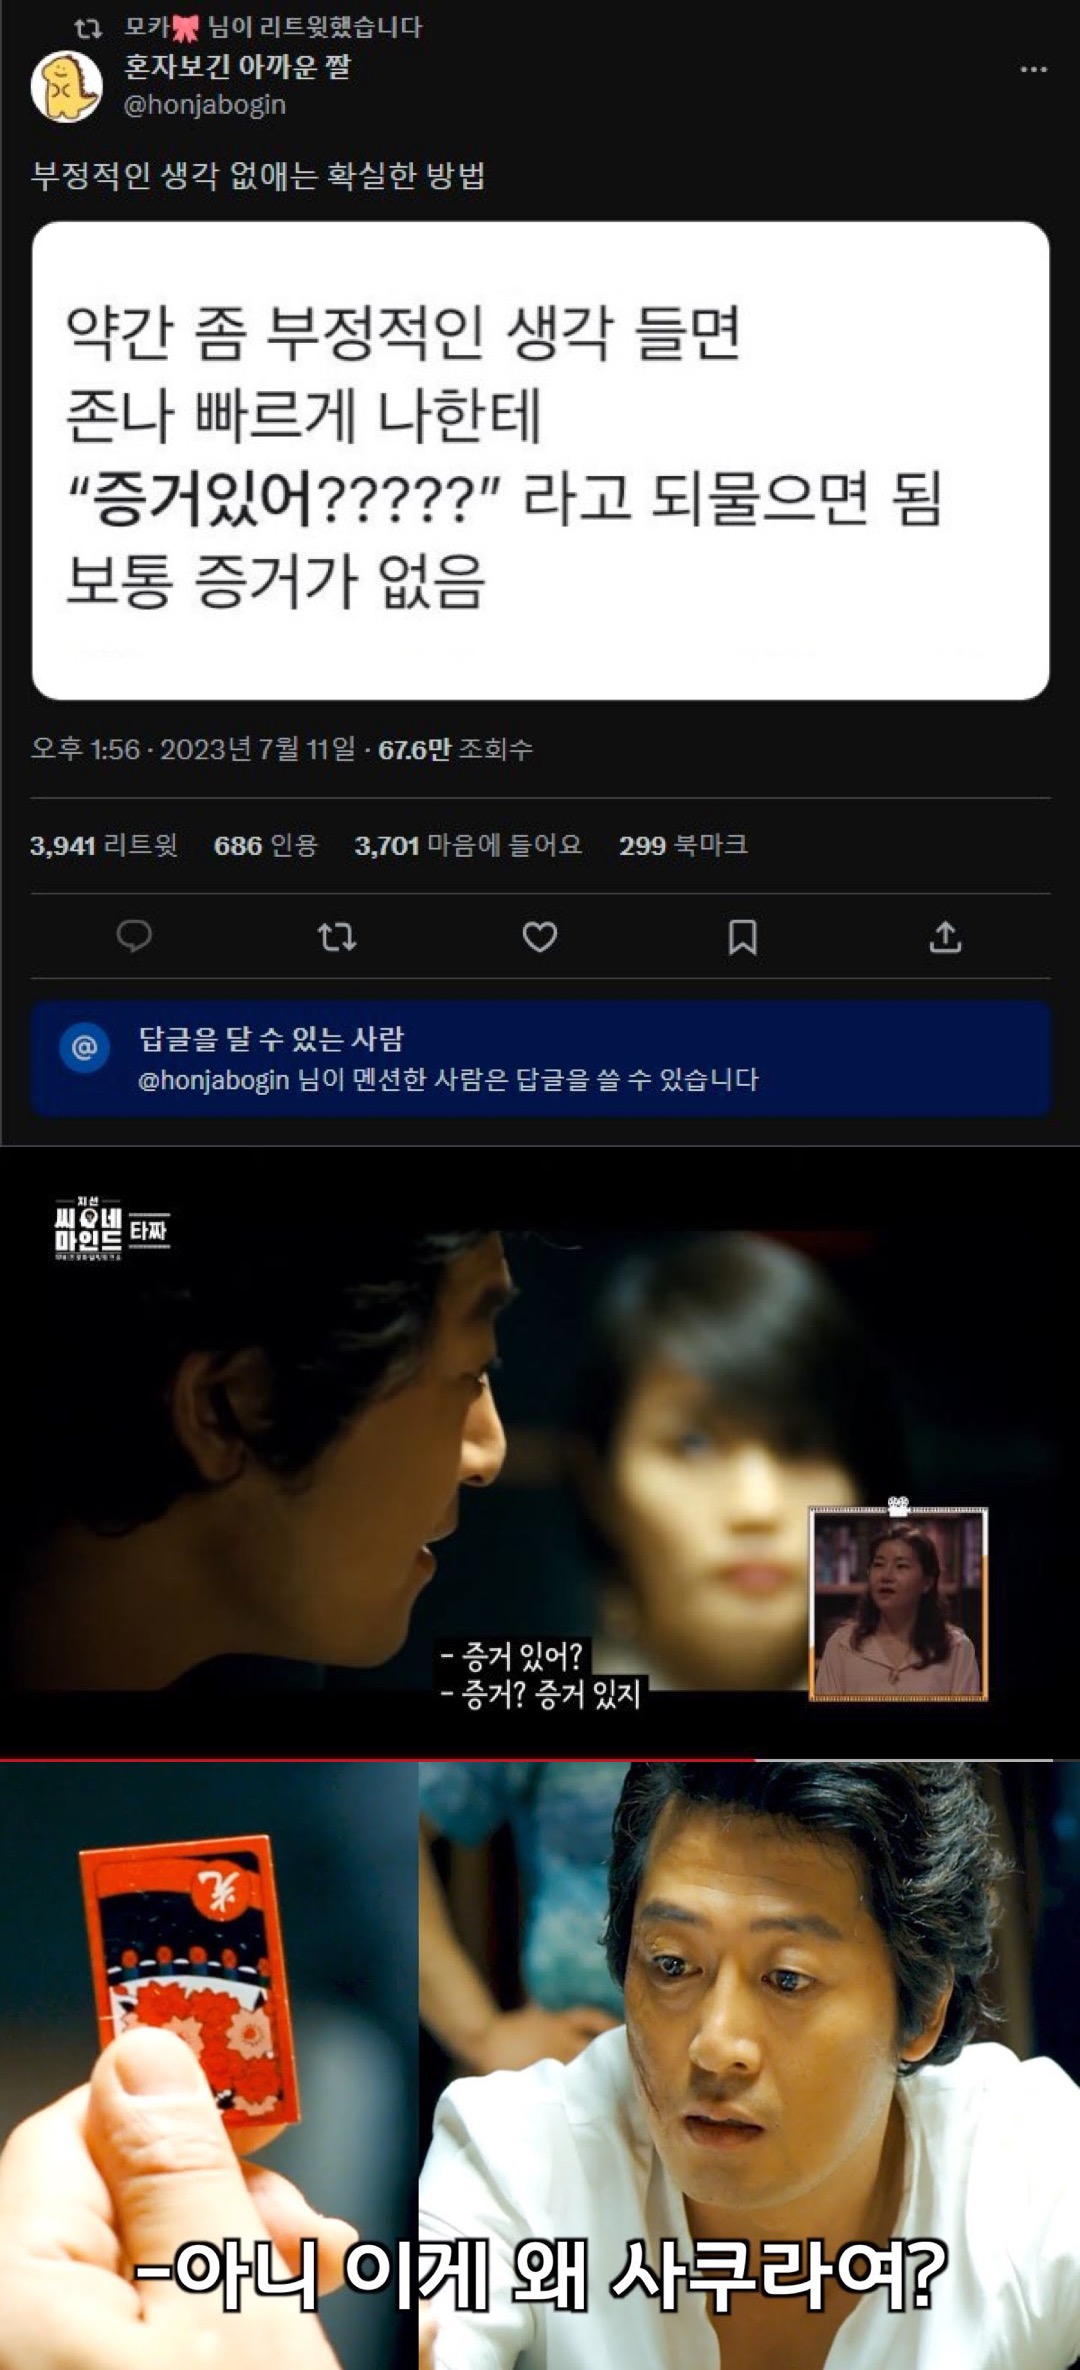 모카🎀 님이 리트윗했습니다
혼자보긴 아까운 짤
@honjabogin
부정적인 생각 없애는 확실한 방법
약간 좀 부정적인 생각 들면
존나 빠르게 나한테
“증거있어?????” 라고 되물으면 됨
보통 증거가 없음
오후 1:56 · 2023년 7월 11일 · 67.6만 조회수
3,941 리트윗 686 인용 3,701 마음에 들어요 299 북마크
@ 답글을 달 수 있는 사람
@honjabogin 님이 멘션한 사람은 답글을 쓸 수 있습니다
지선
씨네
마인드
타짜
- 증거 있어?
- 증거? 증거 있지
光
-아니 이게 왜 사쿠라여?